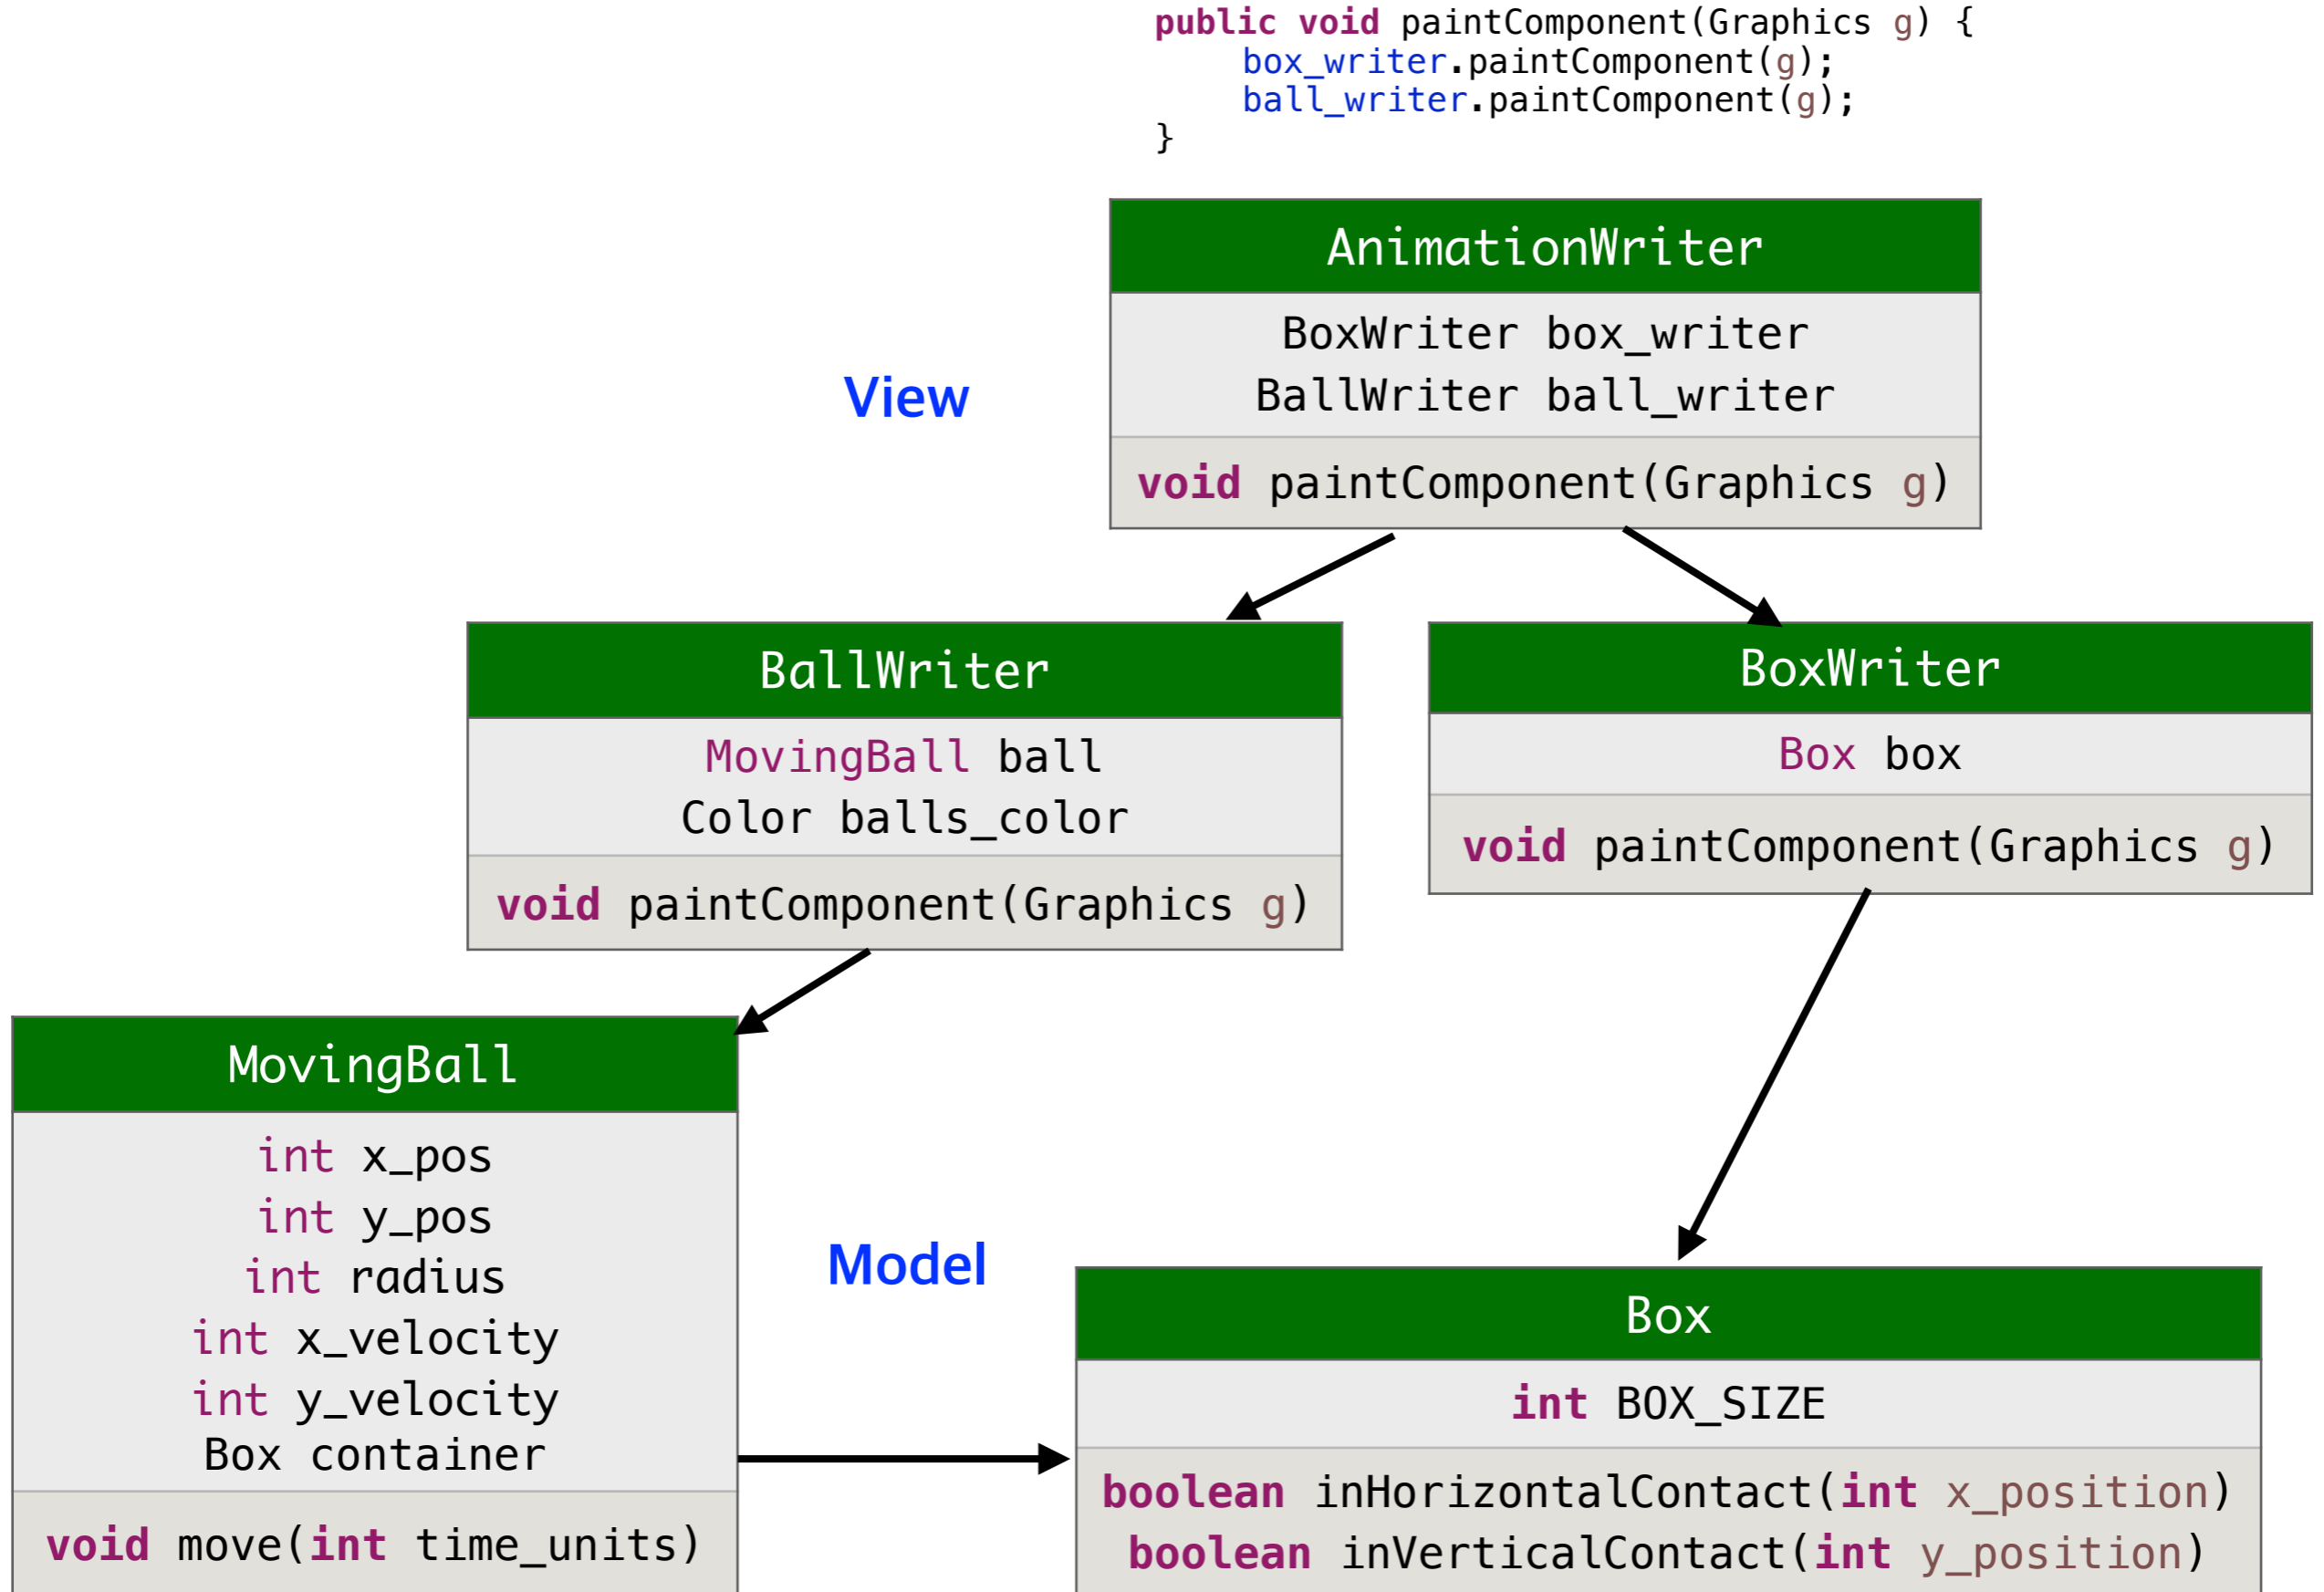 public void paintComponent(Graphics g) {
box_writer.paintComponent(g);
ball_writer.paintComponent(g);
}
AnimationWriter
BoxWriter box_writer
BallWriter ball_writer
void paintComponent(Graphics g)
View
BallWriter
MovingBall ball
Color balls_color
void paintComponent(Graphics g)
BoxWriter
Box box
void paintComponent(Graphics g)
MovingBall
int x_pos
int y_pos
int radius
int x_velocity
int y_velocity
Box container
void move(int time_units)
Model
Box
int BOX_SIZE
boolean inHorizontalContact(int x_position)
boolean inVerticalContact(int y_position)